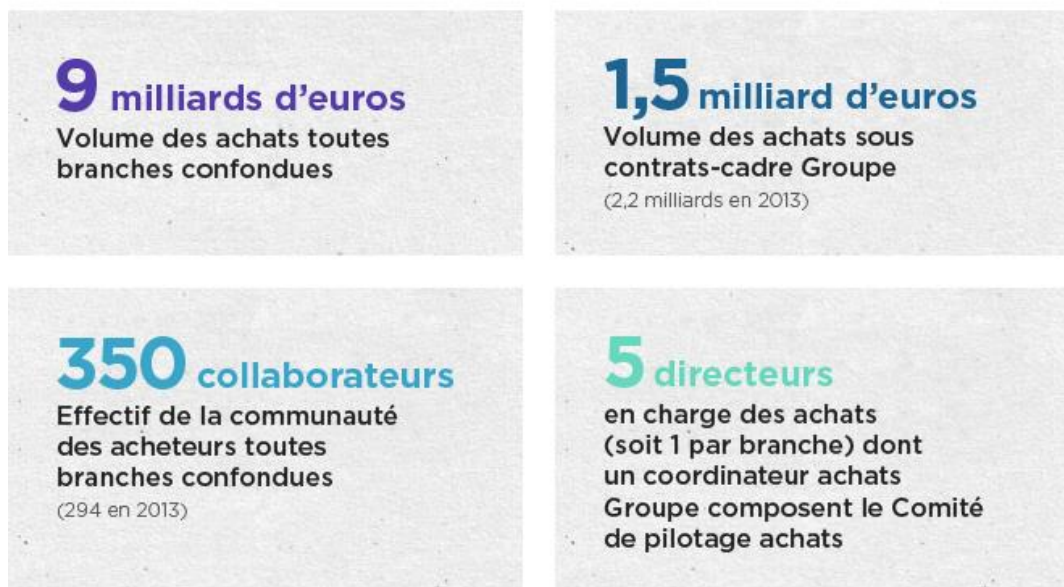 9 milliards d’euros
Volume des achats toutes
branches confondues
1,5 milliard d’euros
Volume des achats sous
contrats-cadre Groupe
(2,2 milliards en 2013)
350 collaborateurs
Effectif de la communauté
des acheteurs toutes
branches confondues
(294 en 2013)
5 directeurs
en charge des achats
(soit 1 par branche) dont
un coordinateur achats
Groupe composent le Comité
de pilotage achats